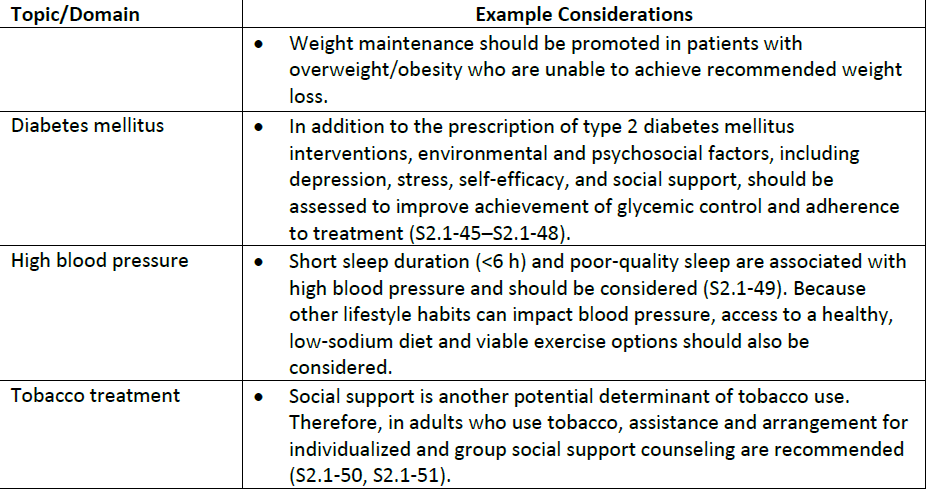 Topic/Domain Example Considerations
• Weight maintenance should be promoted in patients with
overweight/obesity who are unable to achieve recommended weight
loss.
Diabetes mellitus • In addition to the prescription of type 2 diabetes mellitus
interventions, environmental and psychosocial factors, including
depression, stress, self-efficacy, and social support, should be
assessed to improve achievement of glycemic control and adherence
to treatment (S2.1-45–S2.1-48).
High blood pressure • Short sleep duration (<6 h) and poor-quality sleep are associated with
high blood pressure and should be considered (S2.1-49). Because
other lifestyle habits can impact blood pressure, access to a healthy,
low-sodium diet and viable exercise options should also be
considered.
Tobacco treatment • Social support is another potential determinant of tobacco use.
Therefore, in adults who use tobacco, assistance and arrangement for
individualized and group social support counseling are recommended
(S2.1-50, S2.1-51).